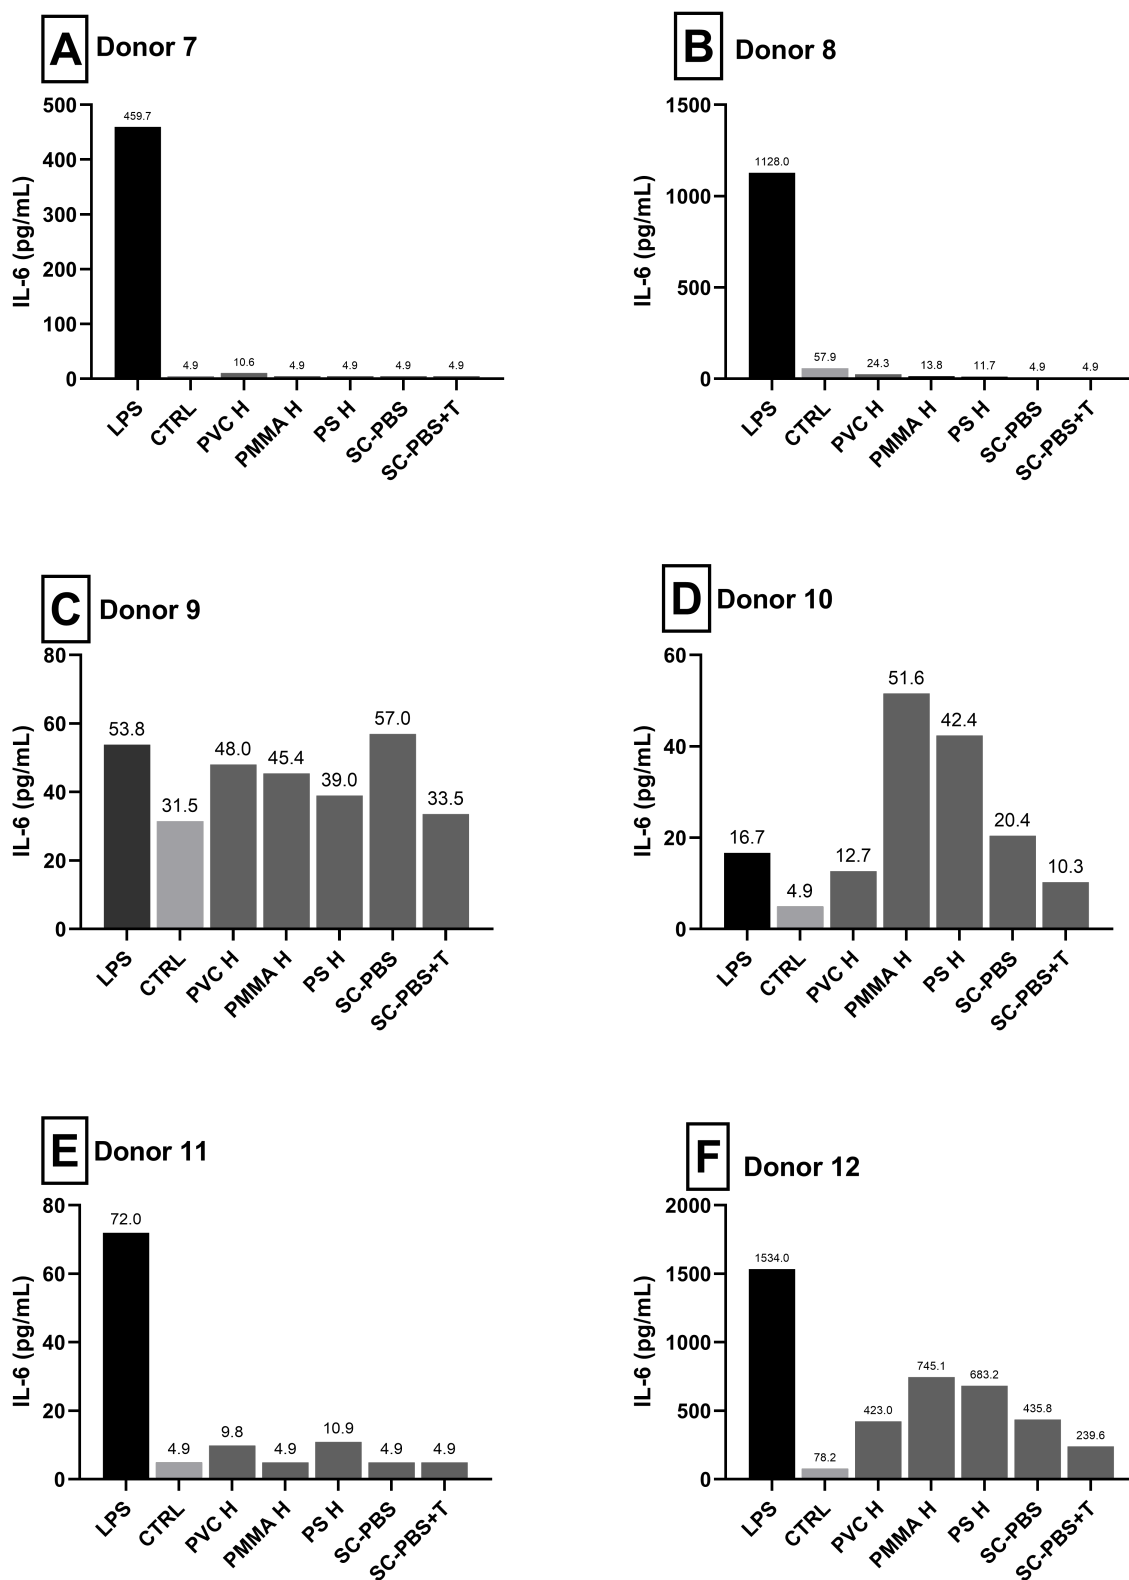 A Donor 7
IL-6 (pg/mL)
500
400
300
200
100
0
459.7
4.9
10.6
4.9
4.9
4.9
4.9
LPS
CTRL
PVC H
PMMA H
PS H
SC-PBS
SC-PBS+T
B Donor 8
IL-6 (pg/mL)
1500
1000
500
0
1128.0
57.9
24.3
13.8
11.7
4.9
4.9
LPS
CTRL
PVC H
PMMA H
PS H
SC-PBS
SC-PBS+T
C Donor 9
IL-6 (pg/mL)
80
60
40
20
0
53.8
31.5
48.0
45.4
39.0
57.0
33.5
LPS
CTRL
PVC H
PMMA H
PS H
SC-PBS
SC-PBS+T
D Donor 10
IL-6 (pg/mL)
60
40
20
0
16.7
4.9
12.7
51.6
42.4
20.4
10.3
LPS
CTRL
PVC H
PMMA H
PS H
SC-PBS
SC-PBS+T
E Donor 11
IL-6 (pg/mL)
80
60
40
20
0
72.0
4.9
9.8
4.9
10.9
4.9
4.9
LPS
CTRL
PVC H
PMMA H
PS H
SC-PBS
SC-PBS+T
F Donor 12
IL-6 (pg/mL)
2000
1500
1000
500
0
1534.0
78.2
423.0
745.1
683.2
435.8
239.6
LPS
CTRL
PVC H
PMMA H
PS H
SC-PBS
SC-PBS+T